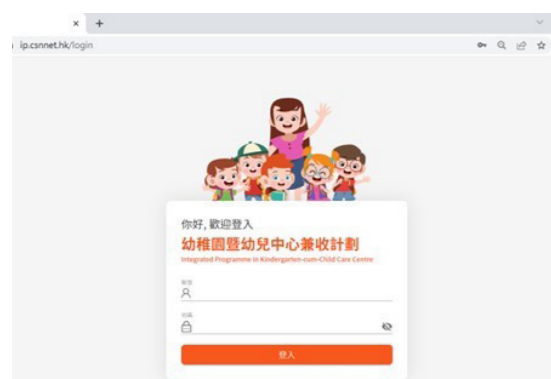 ip.csnnet.hk/login
你好, 歡迎登入
幼稚園暨幼兒中心兼收計劃
Integrated Programme in Kindergarten-cum-Child Care Centre
登入